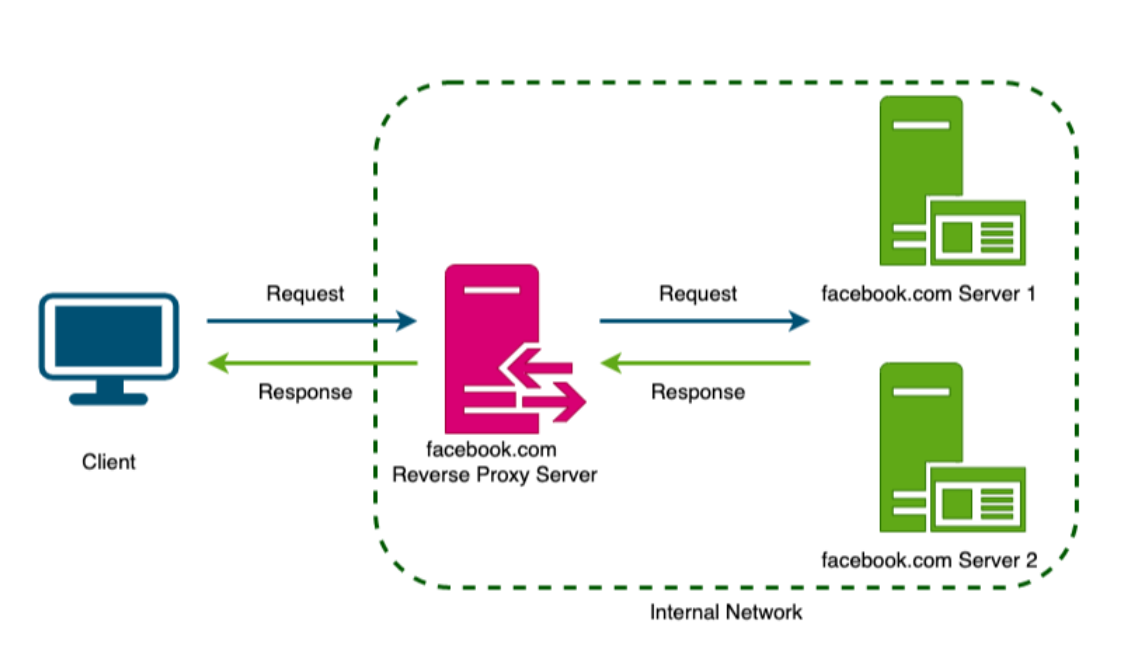 Request
Request
facebook.com Server 1
Response
Response
facebook.com
Reverse Proxy Server
Client
facebook.com Server 2
Internal Network